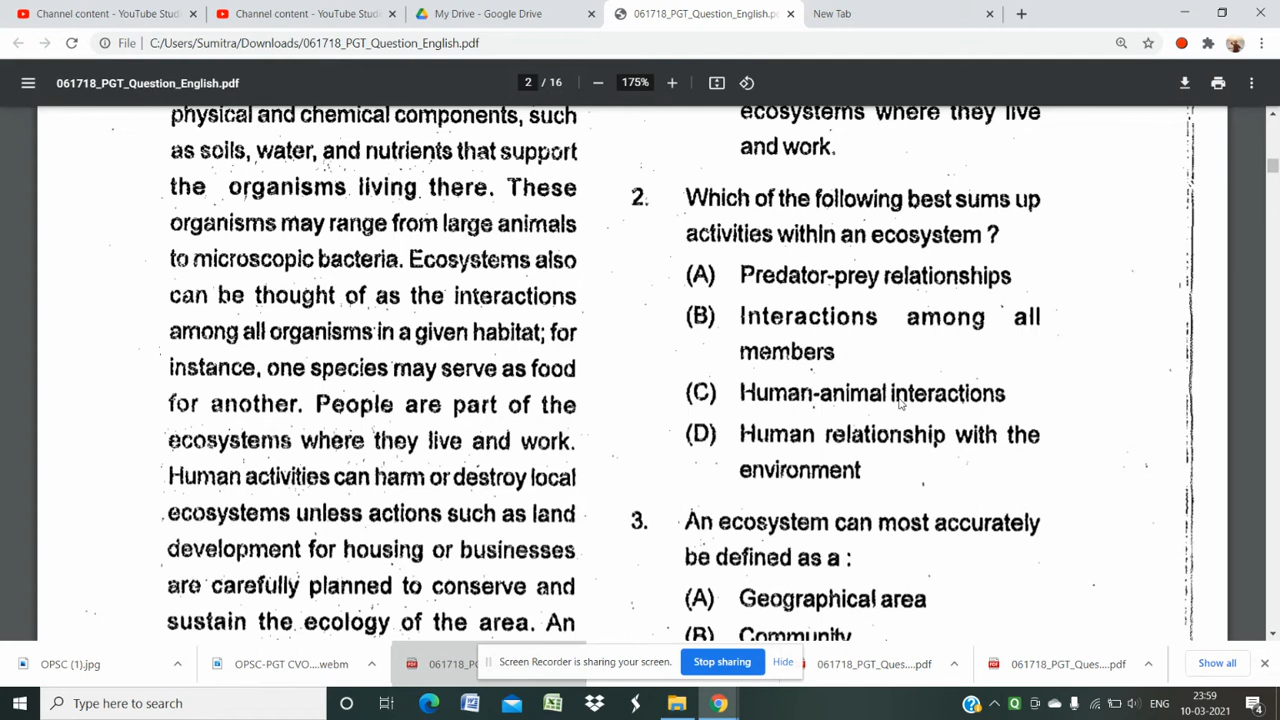 Channel content - YouTube Stud
Channel content - YouTube Stud
My Drive - Google Drive
061718_PGT_Question_English.pd
New Tab
File
C:/Users/Sumitra/Downloads/061718_PGT_Question_English.pdf
061718_PGT_Question_English.pdf
2 / 16
175%
physical and chemical components, such
as soils, water, and nutrients that support
the organisms living there. These
organisms may range from large animals
to microscopic bacteria. Ecosystems also
can be thought of as the interactions
among all organisms in a given habitat; for
instance, one species may serve as food
for another. People are part of the
ecosystems where they live and work.
Human activities can harm or destroy local
ecosystems unless actions such as land
development for housing or businesses
are carefully planned to conserve and
sustain the ecology of the area. An
ecosystems where they live
and work.
2. Which of the following best sums up
activities within an ecosystem ?
(A) Predator-prey relationships
(B) Interactions among all
members
(C) Human-animal interactions
(D) Human relationship with the
environment
3. An ecosystem can most accurately
be defined as a :
(A) Geographical area
(B) Community
OPSC (1).jpg
OPSC-PGT CVO....webm
061718_PG
Screen Recorder is sharing your screen.
Stop sharing
Hide
061718_PGT_Ques....pdf
061718_PGT_Ques....pdf
Show all
Type here to search
ENG
23:59
10-03-2021
4